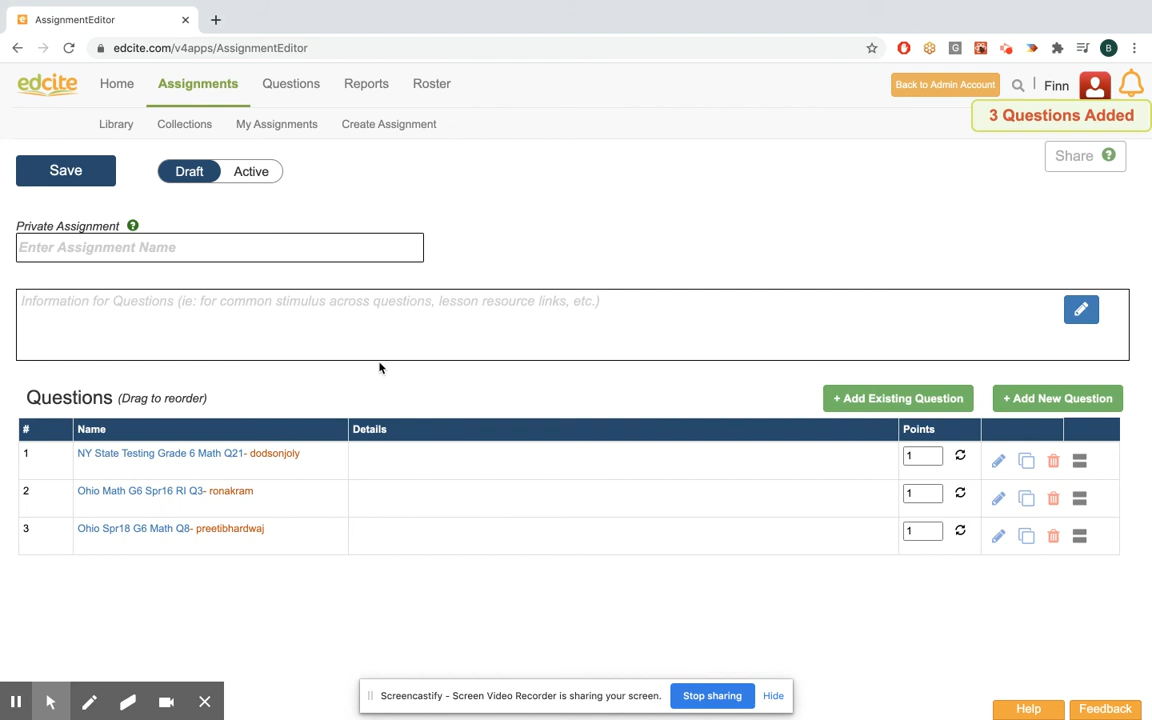 AssignmentEditor
edcite.com/v4apps/AssignmentEditor
G
B
edcite
Home Assignments Questions Reports Roster
Back to Admin Account
Finn
3 Questions Added
Library Collections My Assignments Create Assignment
Save
Draft Active
Share ?
Private Assignment ?
Enter Assignment Name
Information for Questions (ie: for common stimulus across questions, lesson resource links, etc.)
Questions (Drag to reorder)
+ Add Existing Question
+ Add New Question
# Name Details Points
1 NY State Testing Grade 6 Math Q21- dodsonjoly 1
2 Ohio Math G6 Spr16 RI Q3- ronakram 1
3 Ohio Spr18 G6 Math Q8- preetibhardwaj 1
Screencastify - Screen Video Recorder is sharing your screen. Stop sharing Hide
Help Feedback